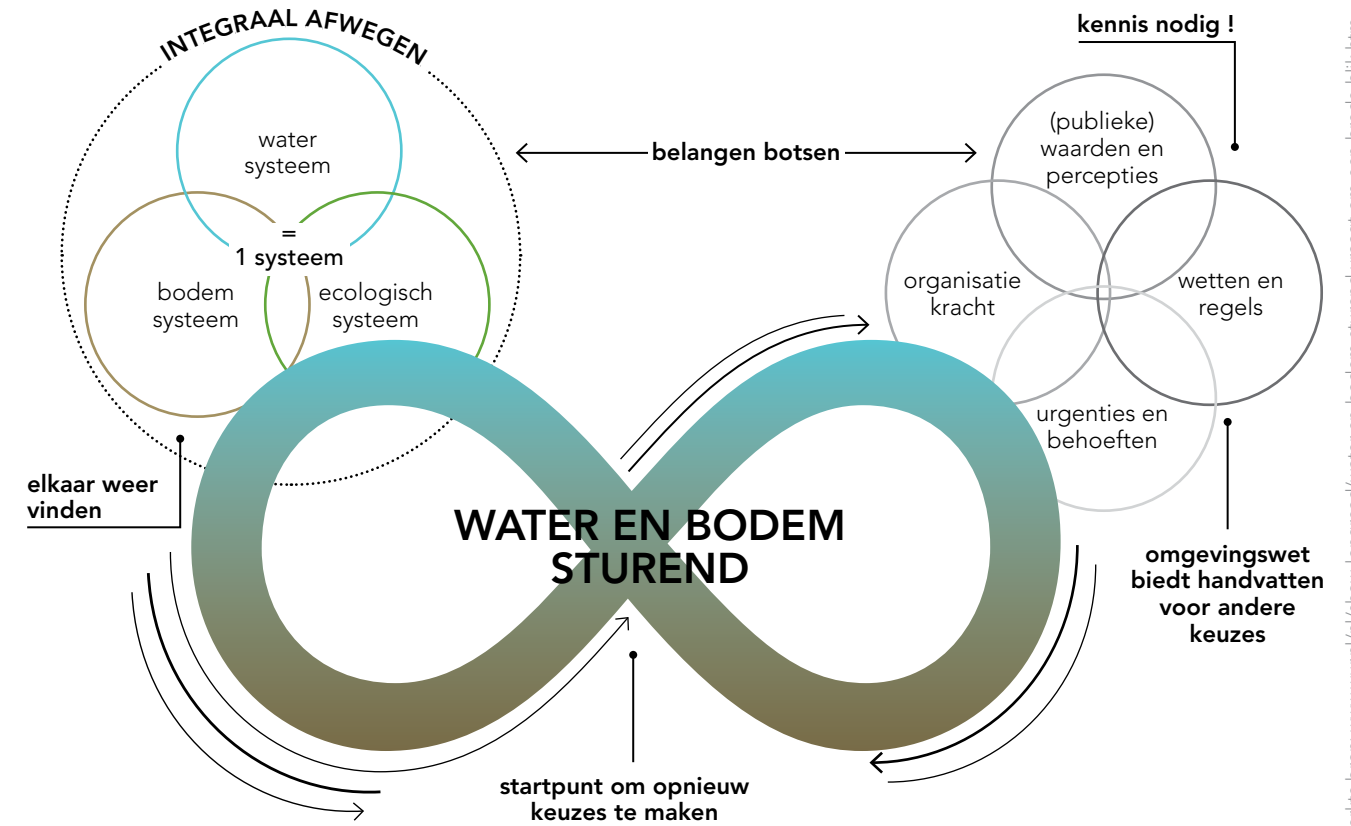 INTEGRAAL AFWEGEN
kennis nodig !
water
systeem
=
1 systeem
bodem
systeem
ecologisch
systeem
belangen botsen
(publieke)
waarden en
percepties
organisatie
kracht
wetten en
regels
urgenties en
behoeften
elkaar weer
vinden
WATER EN BODEM
STUREND
omgevingswet
biedt handvatten
voor andere
keuzes
startpunt om opnieuw
keuzes te maken